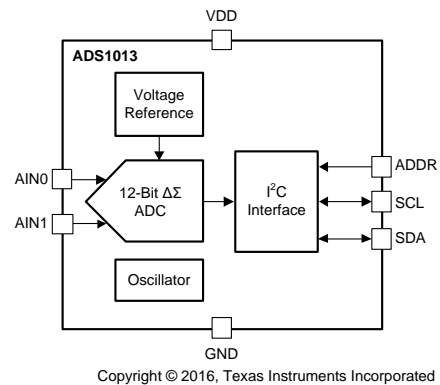 VDD
ADS1013
Voltage
Reference
AIN0
AIN1
12-Bit ΔΣ
ADC
I²C
Interface
ADDR
SCL
SDA
Oscillator
GND
Copyright © 2016, Texas Instruments Incorporated